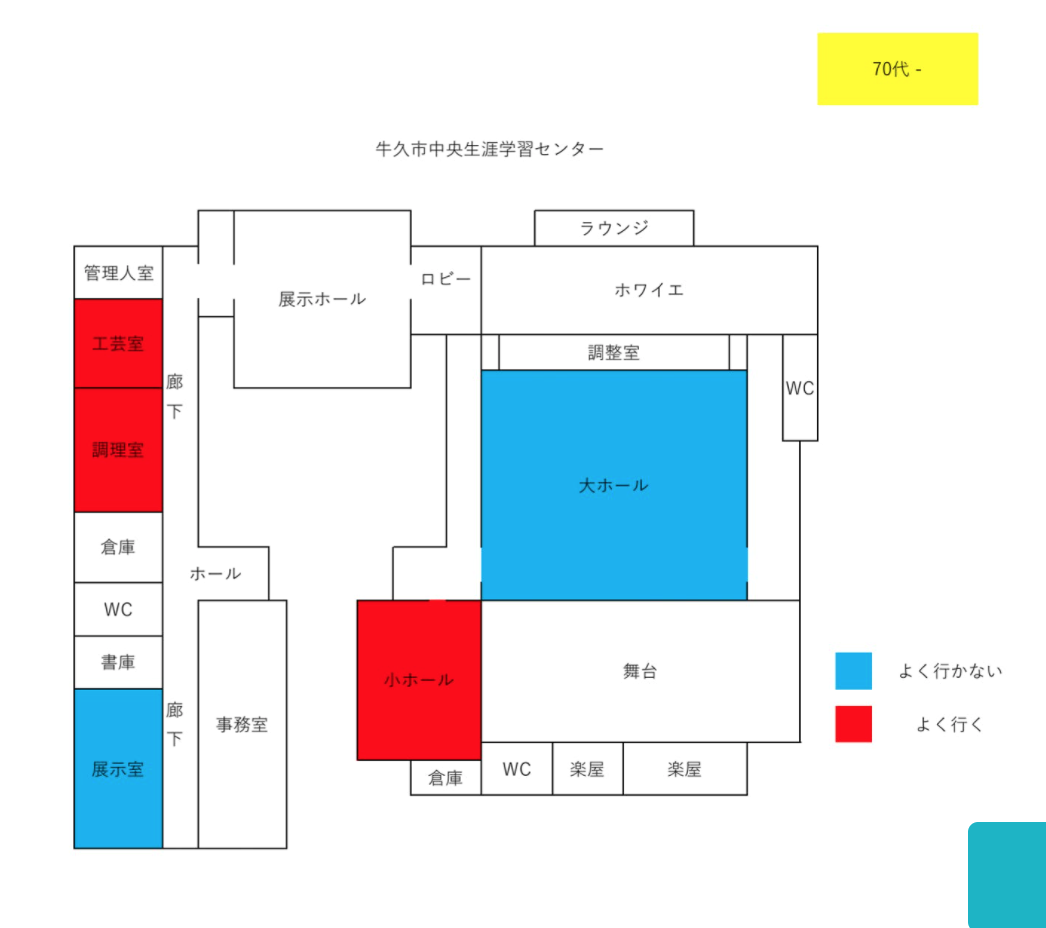 70代 -
牛久市中央生涯学習センター
ラウンジ
管理人室
ロビー
ホワイエ
展示ホール
工芸室
調整室
廊
下
WC
調理室
大ホール
倉庫
ホール
WC
書庫
舞台
よく行かない
小ホール
廊
下
事務室
よく行く
展示室
倉庫
WC
楽屋
楽屋